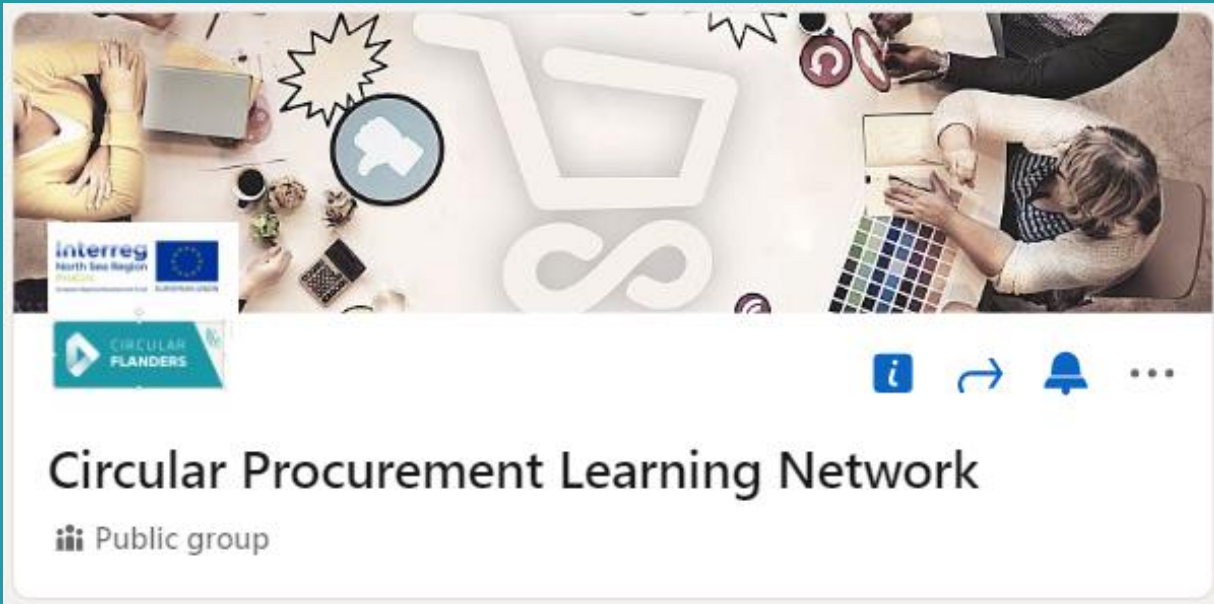 Interreg
North Sea Region
EUROPEAN UNION
CIRCULAR
FLANDERS
Circular Procurement Learning Network
Public group